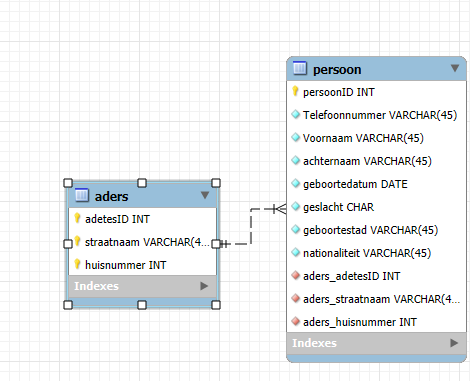 persoon
persoonID INT
Telefoonnummer VARCHAR(45)
Voornaam VARCHAR(45)
achternaam VARCHAR(45)
geboortedatum DATE
geslacht CHAR
geboortestad VARCHAR(45)
nationaliteit VARCHAR(45)
aders_adetesID INT
aders_straatnaam VARCHAR(4...
aders_huisnummer INT
Indexes
aders
adetesID INT
straatnaam VARCHAR(4...
huisnummer INT
Indexes